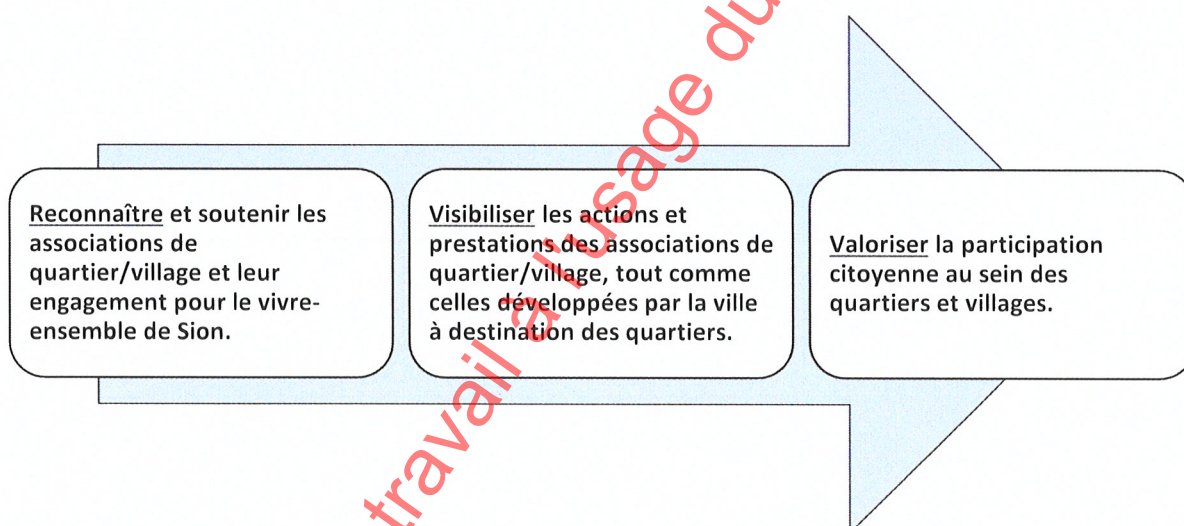 Reconnaître et soutenir les
associations de
quartier/village et leur
engagement pour le vivre-
ensemble de Sion.
Visibiliser les actions et
prestations des associations de
quartier/village, tout comme
celles développées par la ville
à destination des quartiers.
Valoriser la participation
citoyenne au sein des
quartiers et villages.
travail à l'usage du